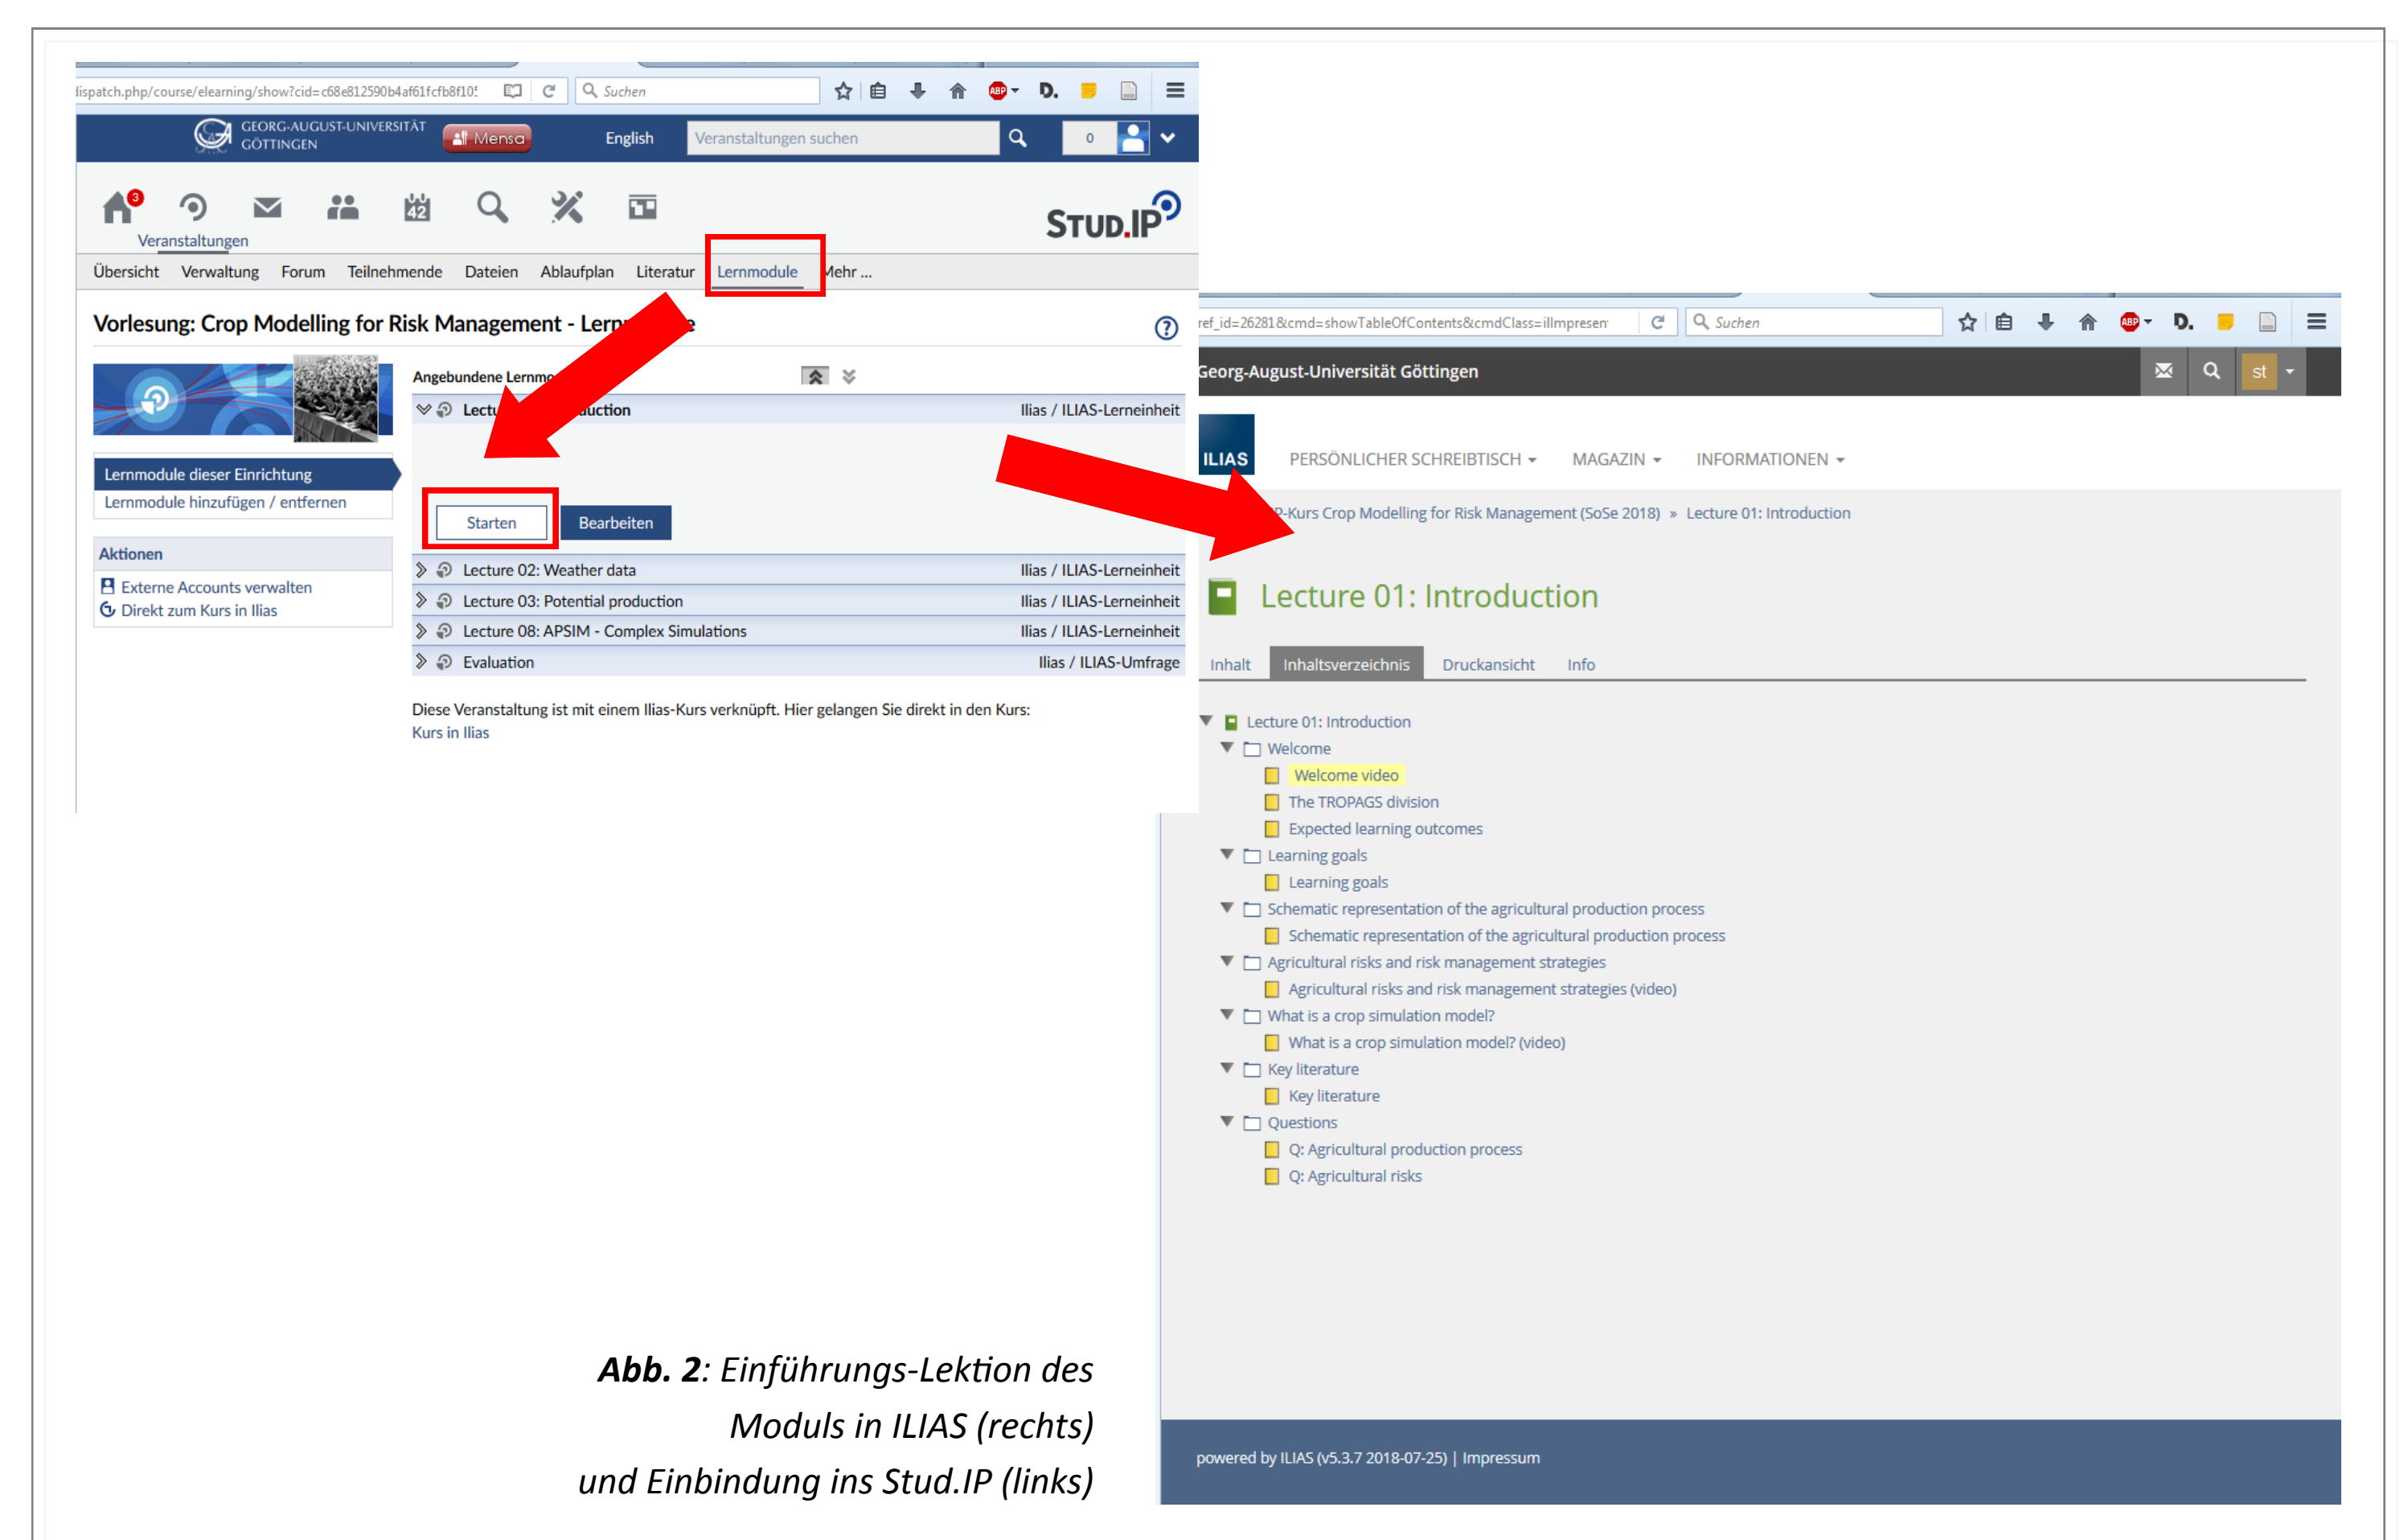 dispatch.php/course/elearning/show?cid=c68e812590b4af61fcfb8f10 Suchen ABP D.
GEORG-AUGUST-UNIVERSITÄT
GÖTTINGEN
Mensa English Veranstaltungen suchen 0
3
42
Veranstaltungen
STUD.IP
Übersicht Verwaltung Forum Teilnehmende Dateien Ablaufplan Literatur Lernmodule Mehr ...
Vorlesung: Crop Modelling for Risk Management -
Angebundene
Ilias / ILIAS-Lerneinheit
Lernmodule dieser Einrichtung
Lernmodule hinzufügen / entfernen
Starten Bearbeiten
Aktionen
Externe Accounts verwalten
Direkt zum Kurs in Ilias
Lecture 02: Weather data Ilias / ILIAS-Lerneinheit
Lecture 03: Potential production Ilias / ILIAS-Lerneinheit
Lecture 08: APSIM - Complex Simulations Ilias / ILIAS-Lerneinheit
Evaluation Ilias / ILIAS-Umfrage
Diese Veranstaltung ist mit einem Ilias-Kurs verknüpft. Hier gelangen Sie direkt in den Kurs:
Kurs in Ilias
ref_id=26281&cmd=showTableOfContents&cmdClass=illmpresen Suchen ABP D.
Georg-August-Universität Göttingen st
ILIAS PERSÖNLICHER SCHREIBTISCH MAGAZIN INFORMATIONEN
P-Kurs Crop Modelling for Risk Management (SoSe 2018) » Lecture 01: Introduction
Lecture 01: Introduction
Inhalt Inhaltsverzeichnis Druckansicht Info
Lecture 01: Introduction
Welcome
Welcome video
The TROPAGS division
Expected learning outcomes
Learning goals
Learning goals
Schematic representation of the agricultural production process
Schematic representation of the agricultural production process
Agricultural risks and risk management strategies
Agricultural risks and risk management strategies (video)
What is a crop simulation model?
What is a crop simulation model? (video)
Key literature
Key literature
Questions
Q: Agricultural production process
Q: Agricultural risks
powered by ILIAS (v5.3.7 2018-07-25) | Impressum
Abb. 2: Einführungs-Lektion des
Moduls in ILIAS (rechts)
und Einbindung ins Stud.IP (links)